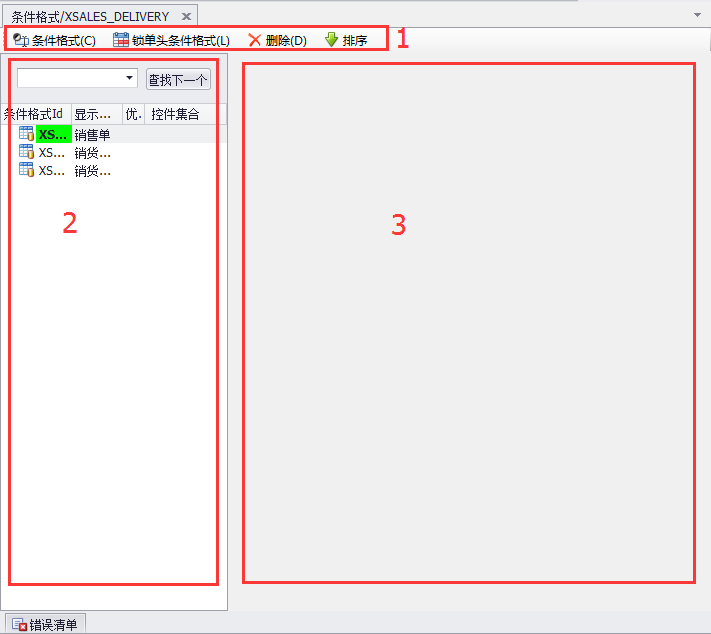 条件格式/XSALES_DELIVERY
条件格式(C) 锁单头条件格式(L) 删除(D) 排序 1
查找下一个
条件格式Id 显示... 优. 控件集合
XS... 销售单
XS... 销货...
XS... 销货...
2 3
错误清单